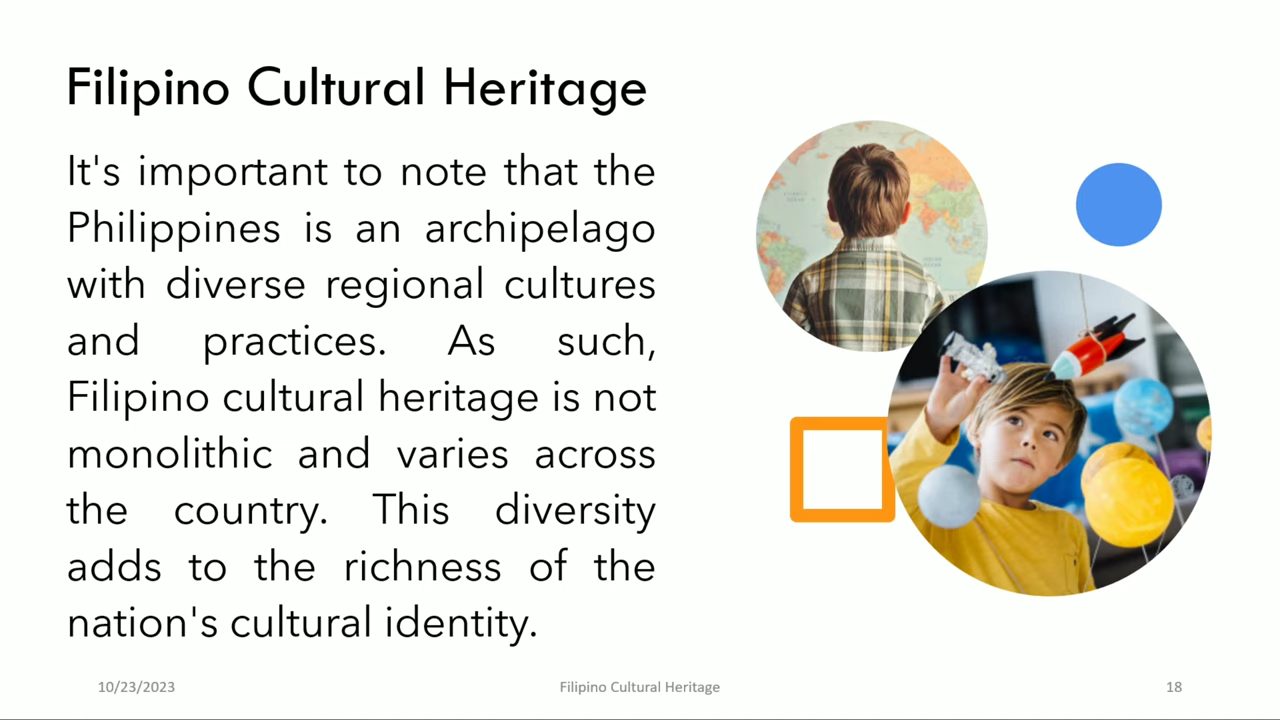 Filipino Cultural Heritage
It's important to note that the
Philippines is an archipelago
with diverse regional cultures
and practices. As such,
Filipino cultural heritage is not
monolithic and varies across
the country. This diversity
adds to the richness of the
nation's cultural identity.
10/23/2023
Filipino Cultural Heritage
18